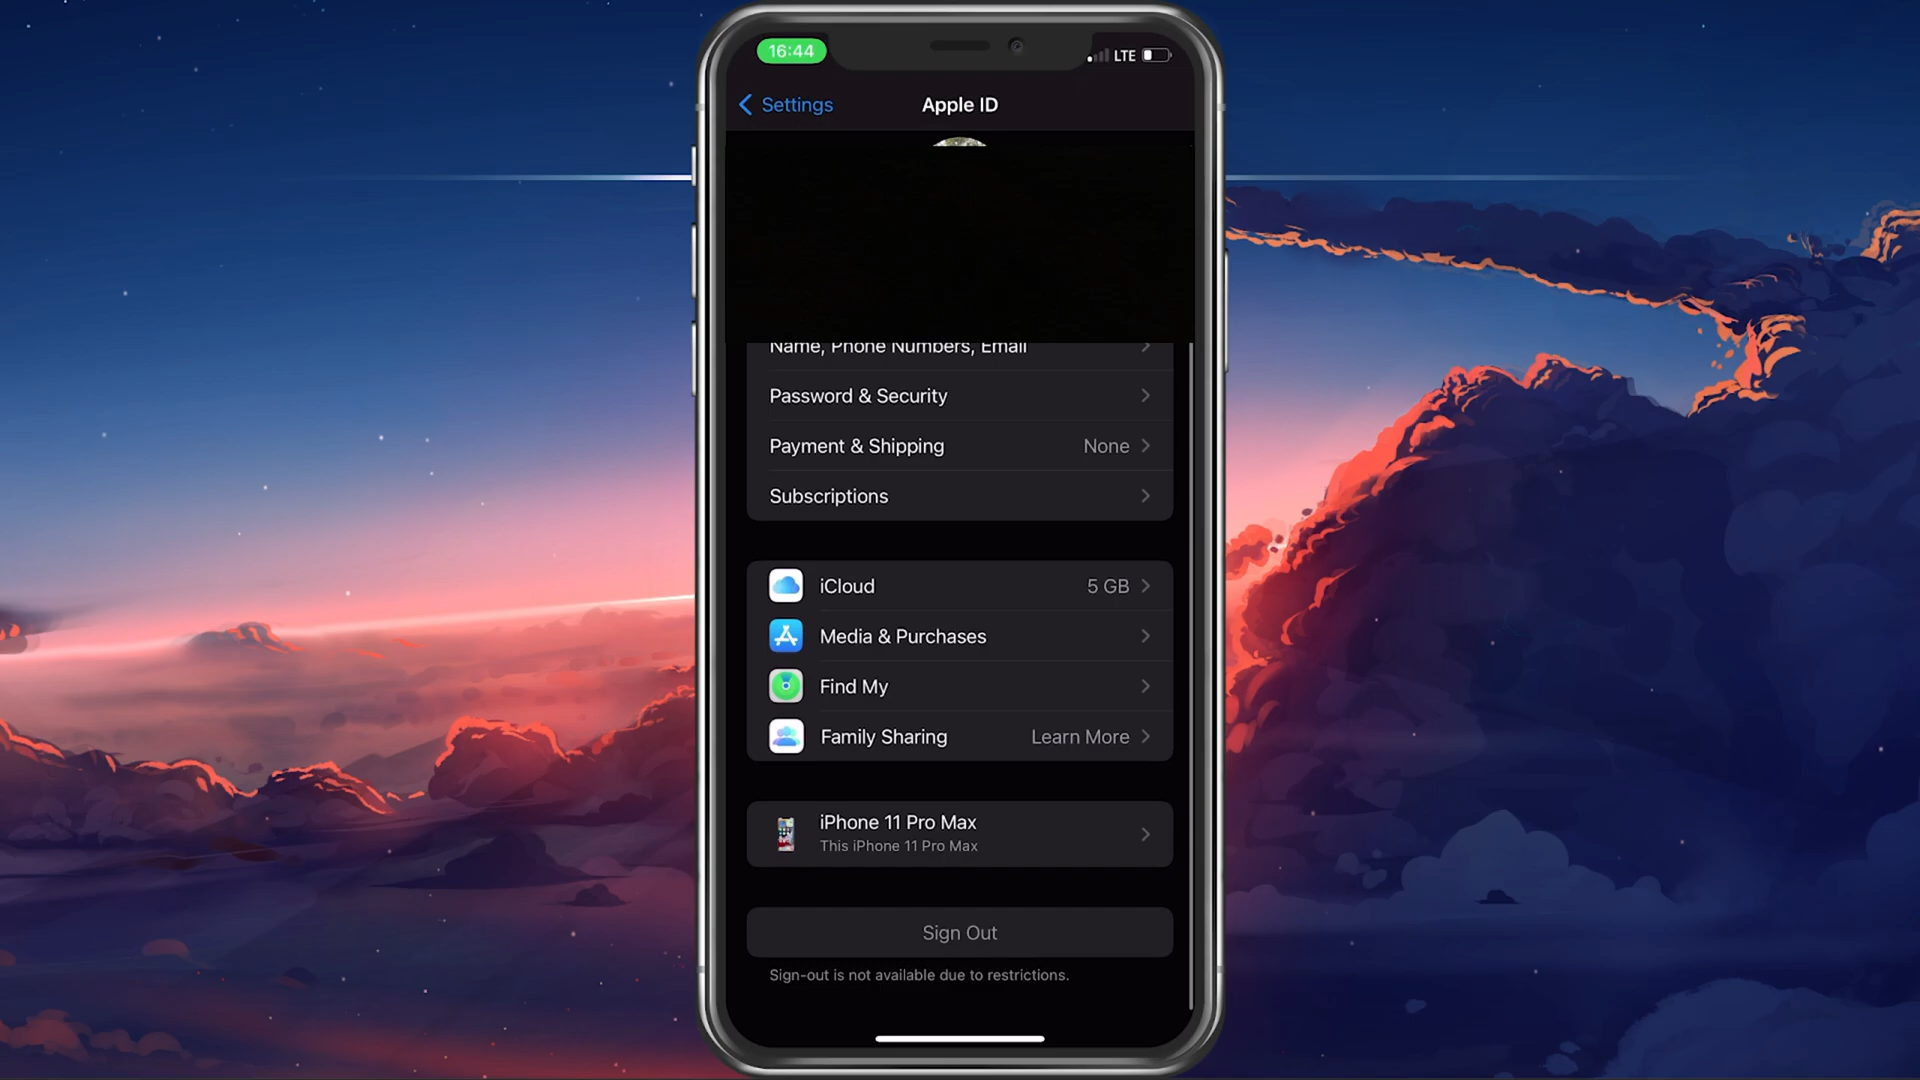 16:44
LTE
Settings
Apple ID
Name, Phone Numbers, Email
Password & Security
Payment & Shipping None
Subscriptions
iCloud 5 GB
Media & Purchases
Find My
Family Sharing Learn More
iPhone 11 Pro Max
This iPhone 11 Pro Max
Sign Out
Sign-out is not available due to restrictions.